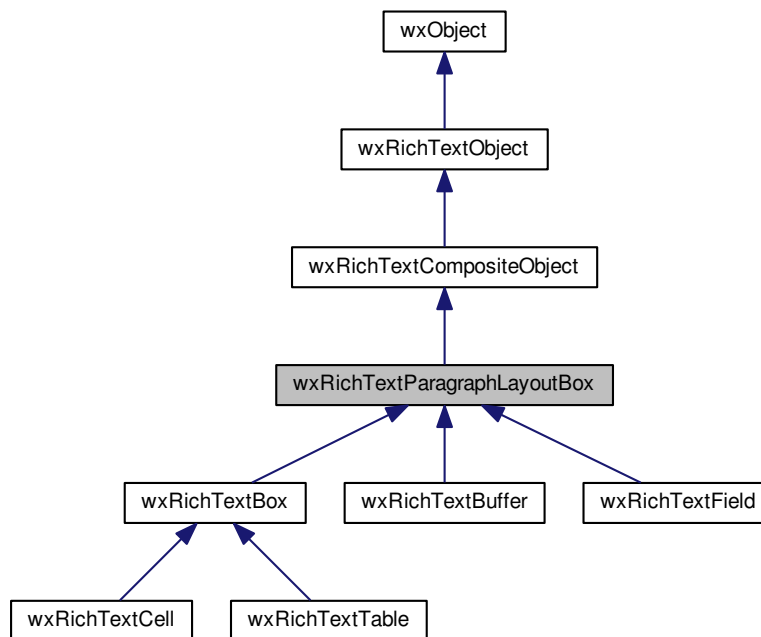 wxObject
wxRichTextObject
wxRichTextCompositeObject
wxRichTextParagraphLayoutBox
wxRichTextBox
wxRichTextBuffer
wxRichTextField
wxRichTextCell
wxRichTextTable